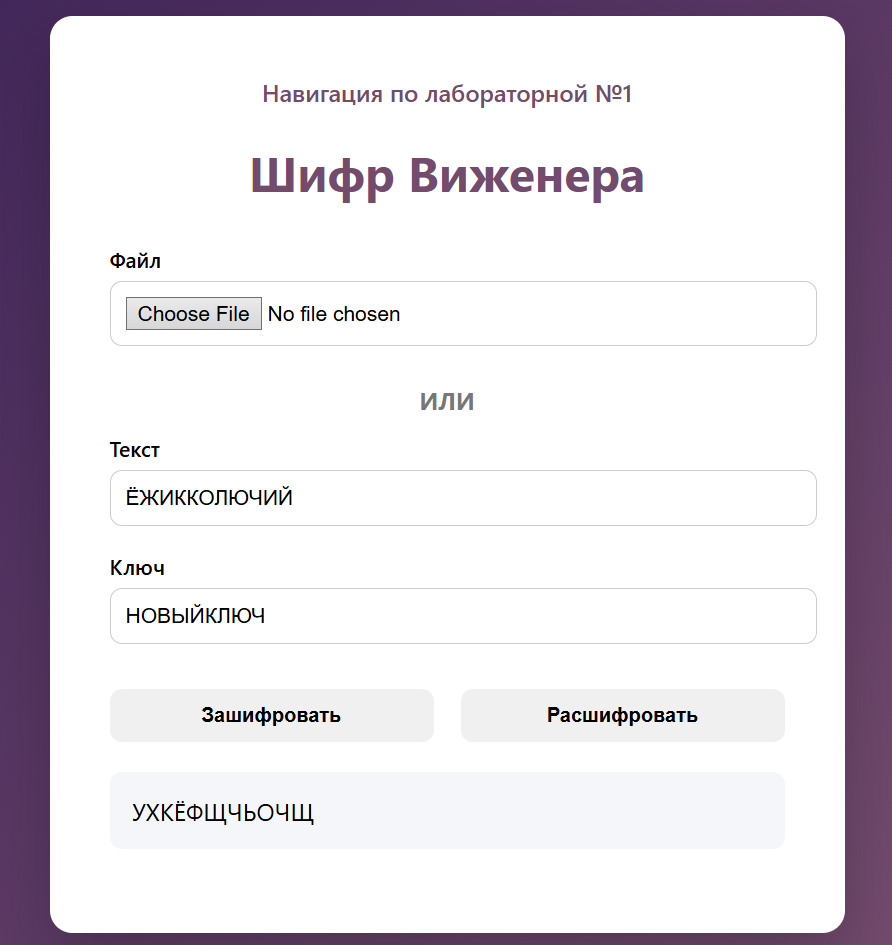 Навигация по лабораторной №1
Шифр Виженера
Файл
Choose File No file chosen
ИЛИ
Текст
ЁЖИККОЛЮЧИЙ
Ключ
НОВЫЙКЛЮЧ
Зашифровать Расшифровать
УХКЁФЩЧЬОЧЩ